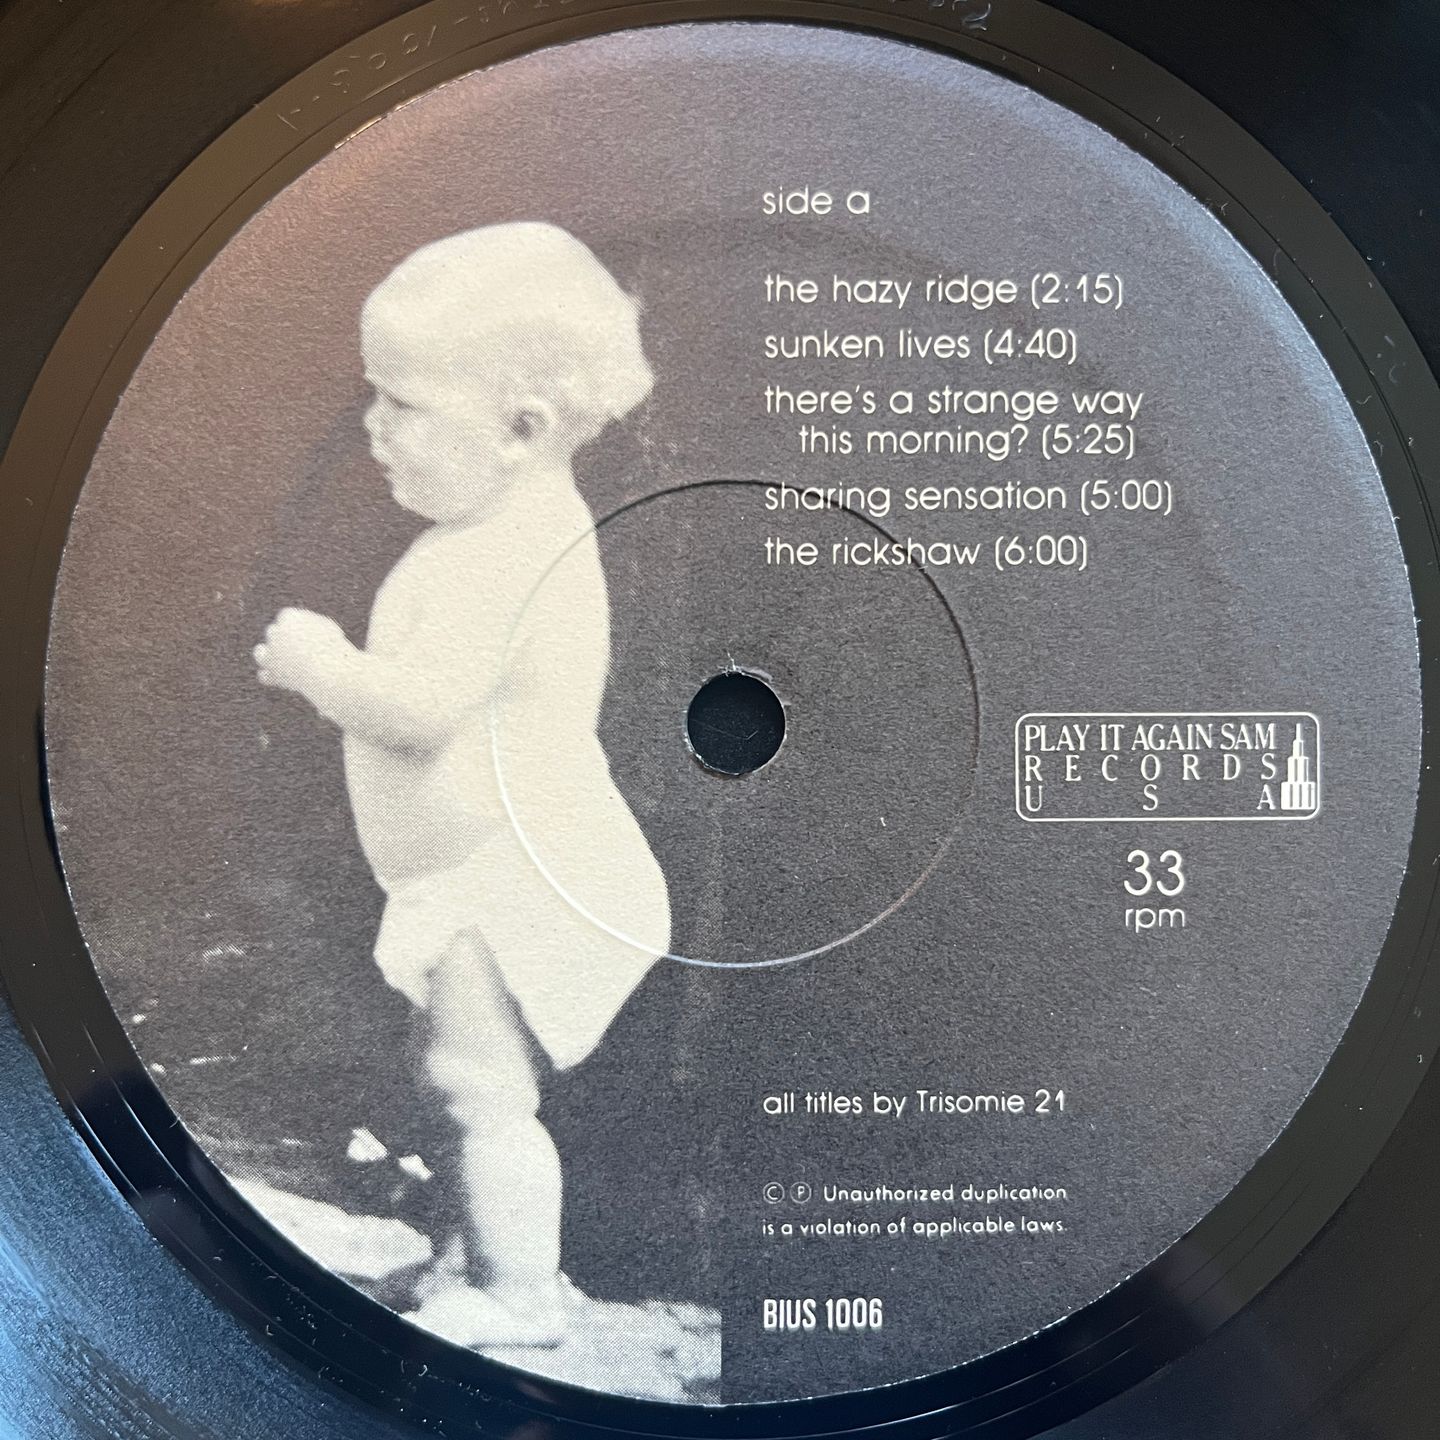 side a
the hazy ridge (2:15)
sunken lives (4:40)
there's a strange way
this morning? (5:25)
sharing sensation (5:00)
the rickshaw (6:00)
PLAY IT AGAIN SAM
RECORDS
USA
33
rpm
all titles by Trisomie 21
Ⓒ Ⓟ Unauthorized duplication
is a violation of applicable laws.
BIUS 1006